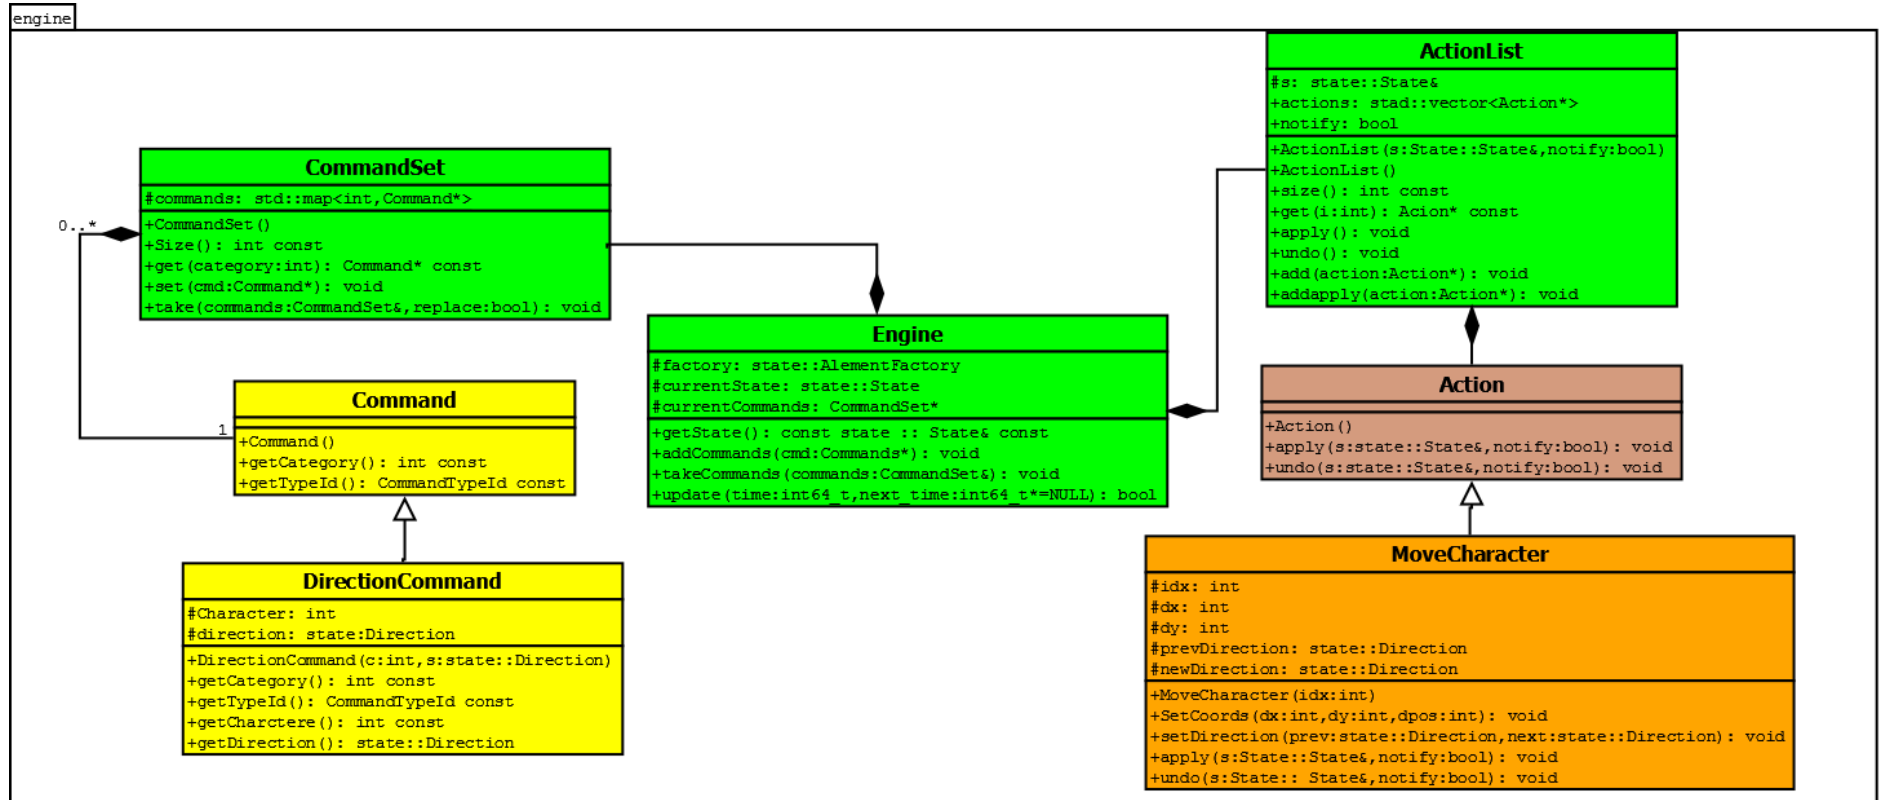 engine
ActionList
#s: state::State&
+actions: stad::vector<Action*>
+notify: bool
+ActionList(s:State::State&,notify:bool)
+ActionList()
+size(): int const
+get(i:int): Acion* const
+apply(): void
+undo(): void
+add(action:Action*): void
+addapply(action:Action*): void
CommandSet
#commands: std::map<int,Command*>
+CommandSet()
+Size(): int const
+get(category:int): Command* const
+set(cmd:Command*): void
+take(commands:CommandSet&,replace:bool): void
0..*
1
Engine
#factory: state::AlementFactory
#currentState: state::State
#currentCommands: CommandSet*
+getState(): const state :: State& const
+addCommands(cmd:Commands*): void
+takeCommands(commands:CommandSet&): void
+update(time:int64_t,next_time:int64_t*=NULL): bool
Command
+Command()
+getCategory(): int const
+getTypeId(): CommandTypeId const
Action
+Action()
+apply(s:state::State&,notify:bool): void
+undo(s:state::State&,notify:bool): void
DirectionCommand
#Character: int
#direction: state:Direction
+DirectionCommand(c:int,s:state::Direction)
+getCategory(): int const
+getTypeId(): CommandTypeId const
+getCharctere(): int const
+getDirection(): state::Direction
MoveCharacter
#idx: int
#dx: int
#dy: int
#prevDirection: state::Direction
#newDirection: state::Direction
+MoveCharacter(idx:int)
+SetCoords(dx:int,dy:int,dpos:int): void
+setDirection(prev:state::Direction,next:state::Direction): void
+apply(s:State::State&,notify:bool): void
+undo(s:State:: State&,notify:bool): void